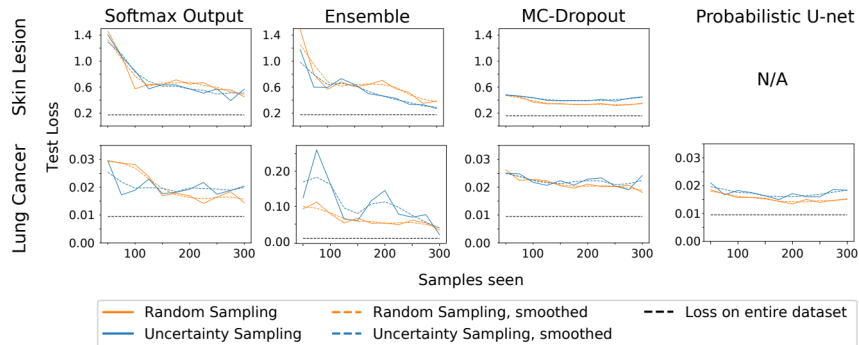 Softmax Output Ensemble MC-Dropout Probabilistic U-net
Skin Lesion
Lung Cancer
Test Loss
1.4 1.4 1.4
1.0 1.0 1.0
0.6 0.6 0.6
0.2 0.2 0.2
N/A
0.03 0.20 0.03 0.03
0.02 0.10 0.02 0.02
0.01 0.01 0.01
0.00 0.00 0.00 0.00
100 200 300 100 200 300 100 200 300 100 200 300
Samples seen
Random Sampling Random Sampling, smoothed Loss on entire dataset
Uncertainty Sampling Uncertainty Sampling, smoothed